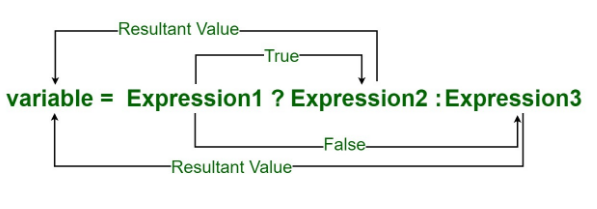 Resultant Value
True
variable = Expression1 ? Expression2 : Expression3
False
Resultant Value